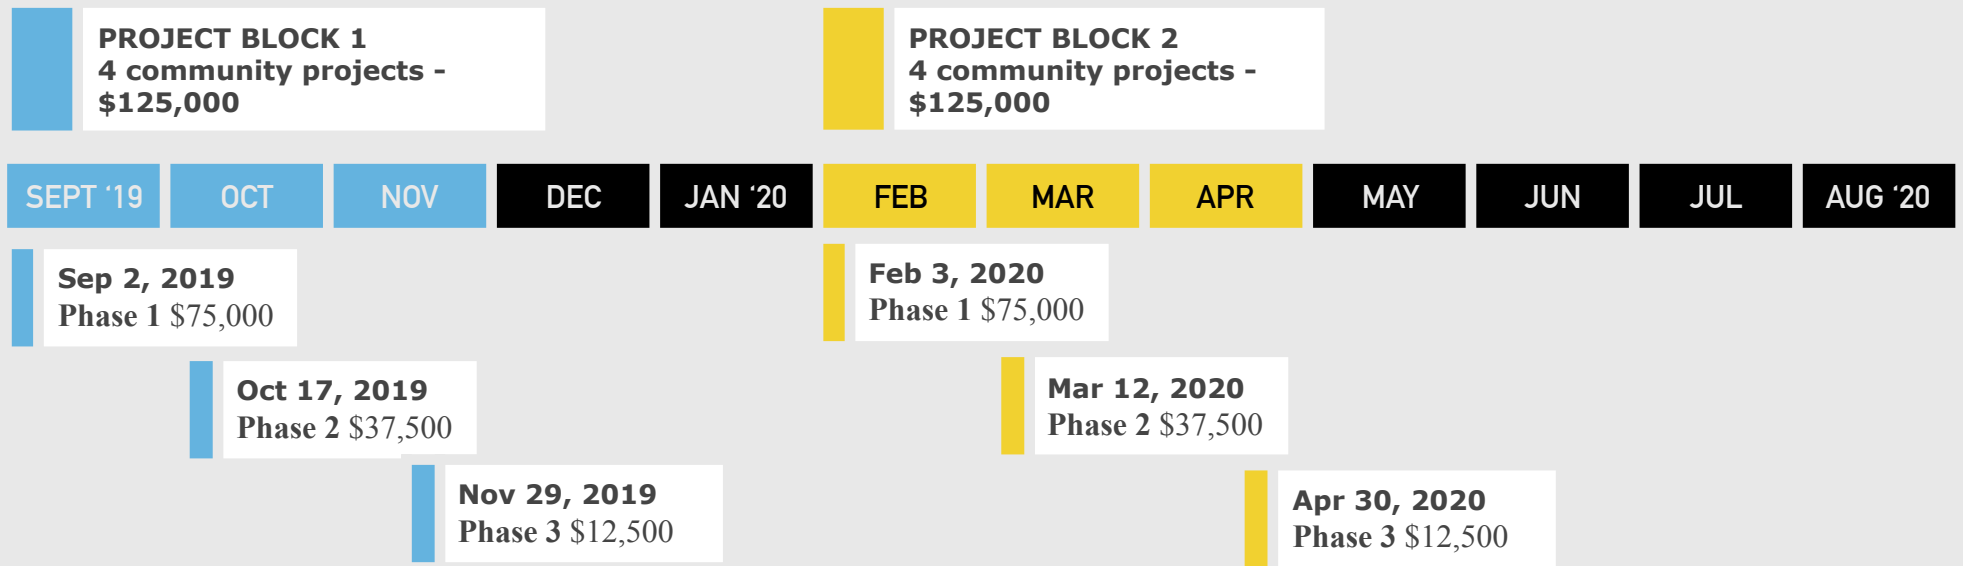 PROJECT BLOCK 1
4 community projects -
$125,000
PROJECT BLOCK 2
4 community projects -
$125,000
SEPT ‘19
OCT
NOV
DEC
JAN ‘20
FEB
MAR
APR
MAY
JUN
JUL
AUG ‘20
Sep 2, 2019
Phase 1 $75,000
Oct 17, 2019
Phase 2 $37,500
Nov 29, 2019
Phase 3 $12,500
Feb 3, 2020
Phase 1 $75,000
Mar 12, 2020
Phase 2 $37,500
Apr 30, 2020
Phase 3 $12,500